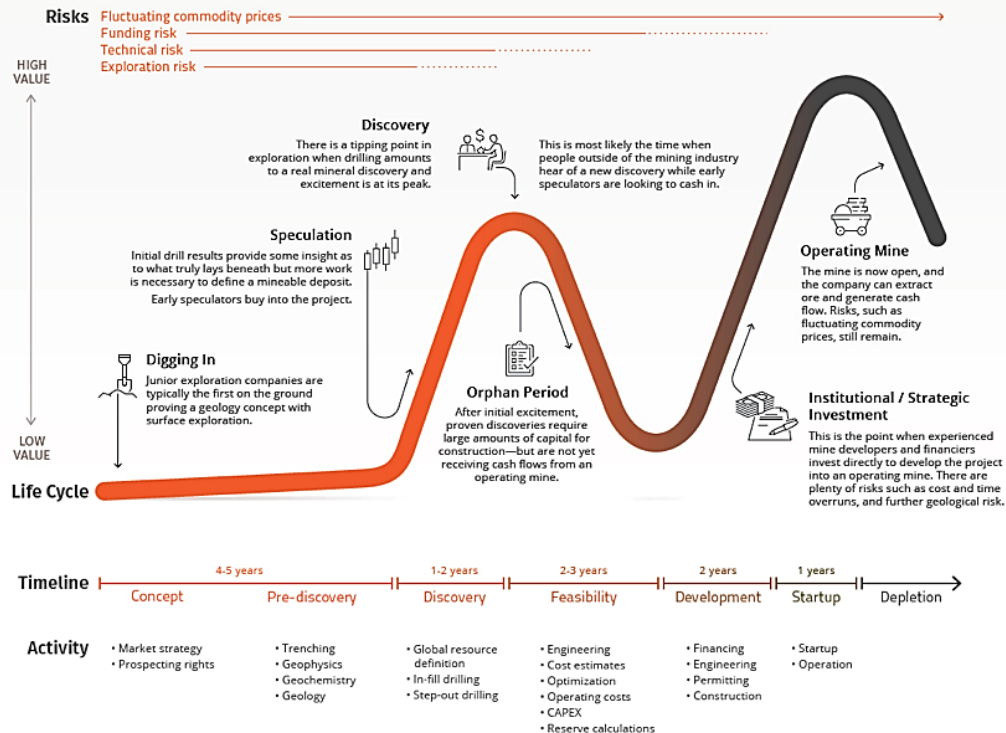 Risks
Fluctuating commodity prices
Funding risk
Technical risk
Exploration risk
HIGH
VALUE
LOW
VALUE
Life Cycle
Digging In
Junior exploration companies are
typically the first on the ground
proving a geology concept with
surface exploration.
Speculation
Initial drill results provide some insight as
to what truly lays beneath but more work
is necessary to define a mineable deposit.
Early speculators buy into the project.
Discovery
There is a tipping point in
exploration when drilling amounts
to a real mineral discovery and
excitement is at its peak.
$
This is most likely the time when
people outside of the mining industry
hear of a new discovery while early
speculators are looking to cash in.
Orphan Period
After initial excitement,
proven discoveries require
large amounts of capital for
construction—but are not yet
receiving cash flows from an
operating mine.
Operating Mine
The mine is now open, and
the company can extract
ore and generate cash
flow. Risks, such as
fluctuating commodity
prices, still remain.
Institutional / Strategic
Investment
This is the point when experienced
mine developers and financiers
invest directly to develop the project
into an operating mine. There are
plenty of risks such as cost and time
overruns, and further geological risk.
Timeline
4-5 years
1-2 years
2-3 years
2 years
1 years
Concept
Pre-discovery
Discovery
Feasibility
Development
Startup
Depletion
Activity
• Market strategy
• Prospecting rights
• Trenching
• Geophysics
• Geochemistry
• Geology
• Global resource
definition
• In-fill drilling
• Step-out drilling
• Engineering
• Cost estimates
• Optimization
• Operating costs
• CAPEX
• Reserve calculations
• Financing
• Engineering
• Permitting
• Construction
• Startup
• Operation